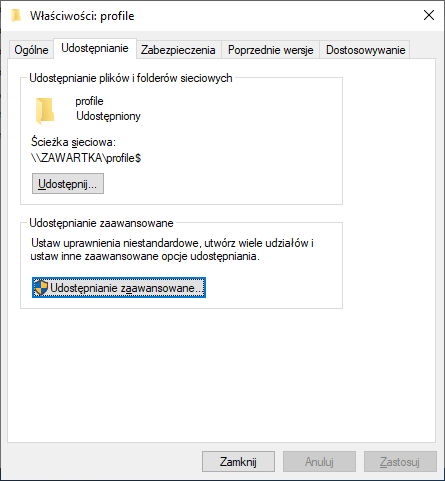 Właściwości: profile
Ogólne Udostępnianie Zabezpieczenia Poprzednie wersje Dostosowywanie
Udostępnianie plików i folderów sieciowych
profile
Udostępniony
Ścieżka sieciowa:
\\ZAWARTKA\profile$
Udostępnij...
Udostępnianie zaawansowane
Ustaw uprawnienia niestandardowe, utwórz wiele udziałów i
ustaw inne zaawansowane opcje udostępniania.
Udostępnianie zaawansowane...
Zamknij Anuluj Zastosuj